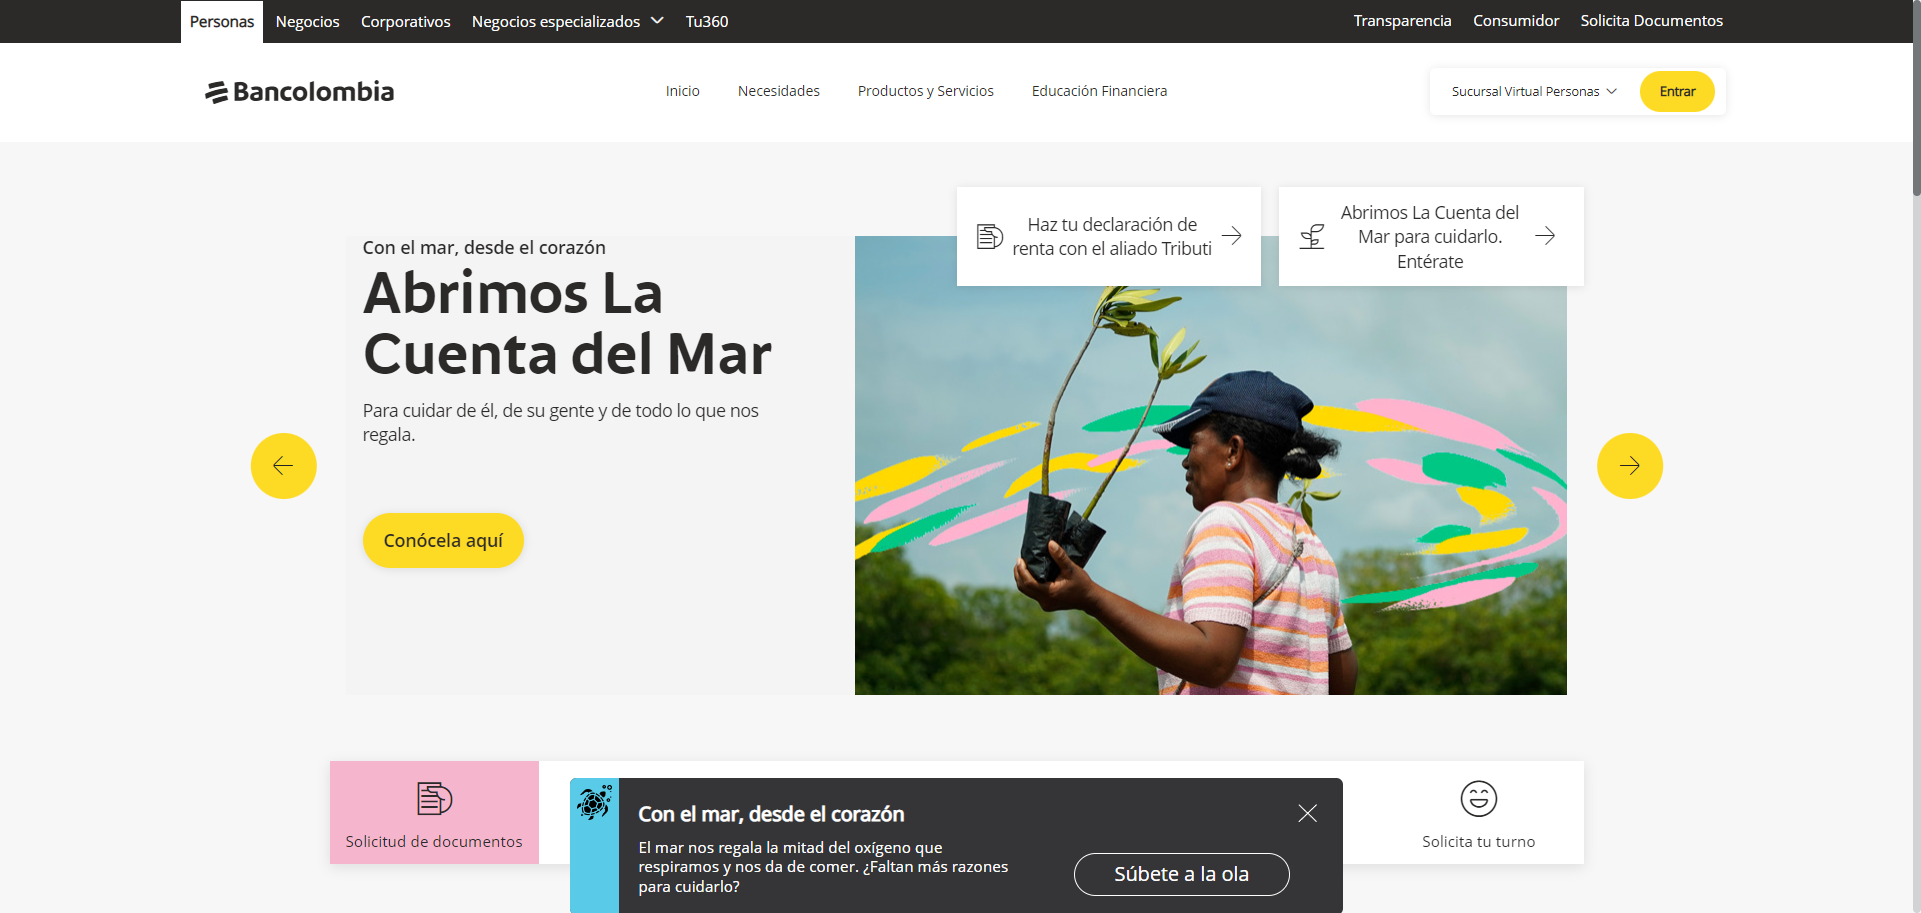 Personas
Negocios
Corporativos
Negocios especializados
Tu360
Transparencia
Consumidor
Solicita Documentos
Bancolombia
Inicio
Necesidades
Productos y Servicios
Educación Financiera
Sucursal Virtual Personas
Entrar
Haz tu declaración de
renta con el aliado Tributi
Abrimos La Cuenta del
Mar para cuidarlo.
Entérate
Con el mar, desde el corazón
Abrimos La
Cuenta del Mar
Para cuidar de él, de su gente y de todo lo que nos
regala.
Conócela aquí
Solicitud de documentos
Con el mar, desde el corazón
El mar nos regala la mitad del oxígeno que
respiramos y nos da de comer. ¿Faltan más razones
para cuidarlo?
Súbete a la ola
Solicita tu turno